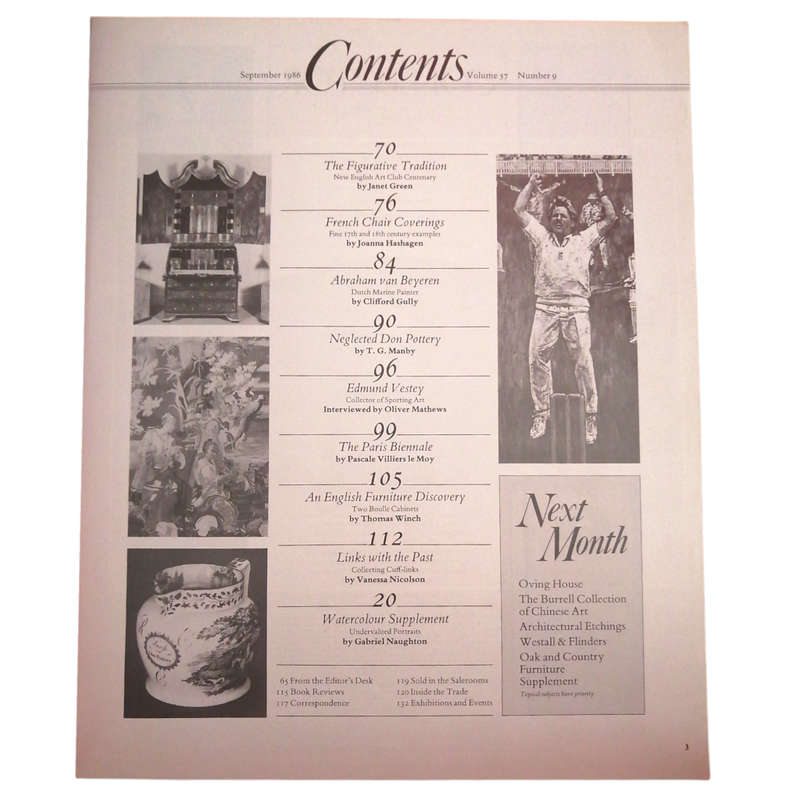 September 1986 Contents Volume 57 Number 9
70
The Figurative Tradition
New English Art Club Centenary
by Janet Green
76
French Chair Coverings
Fine 17th and 18th century examples
by Joanna Hashagen
84
Abraham van Beyeren
Dutch Marine Painter
by Clifford Gully
90
Neglected Don Pottery
by T. G. Manby
96
Edmund Vestey
Collector of Sporting Art
Interviewed by Oliver Mathews
99
The Paris Biennale
by Pascale Villiers le Moy
105
An English Furniture Discovery
Two Boulle Cabinets
by Thomas Winch
112
Links with the Past
Collecting Cuff-links
by Vanessa Nicolson
20
Watercolour Supplement
Undervalued Portraits
by Gabriel Naughton
65 From the Editor's Desk
115 Book Reviews
117 Correspondence
119 Sold in the Salerooms
120 Inside the Trade
132 Exhibitions and Events
Next
Month
Oving House
The Burrell Collection
of Chinese Art
Architectural Etchings
Westall & Flinders
Oak and Country
Furniture
Supplement
Topical subjects have priority
3